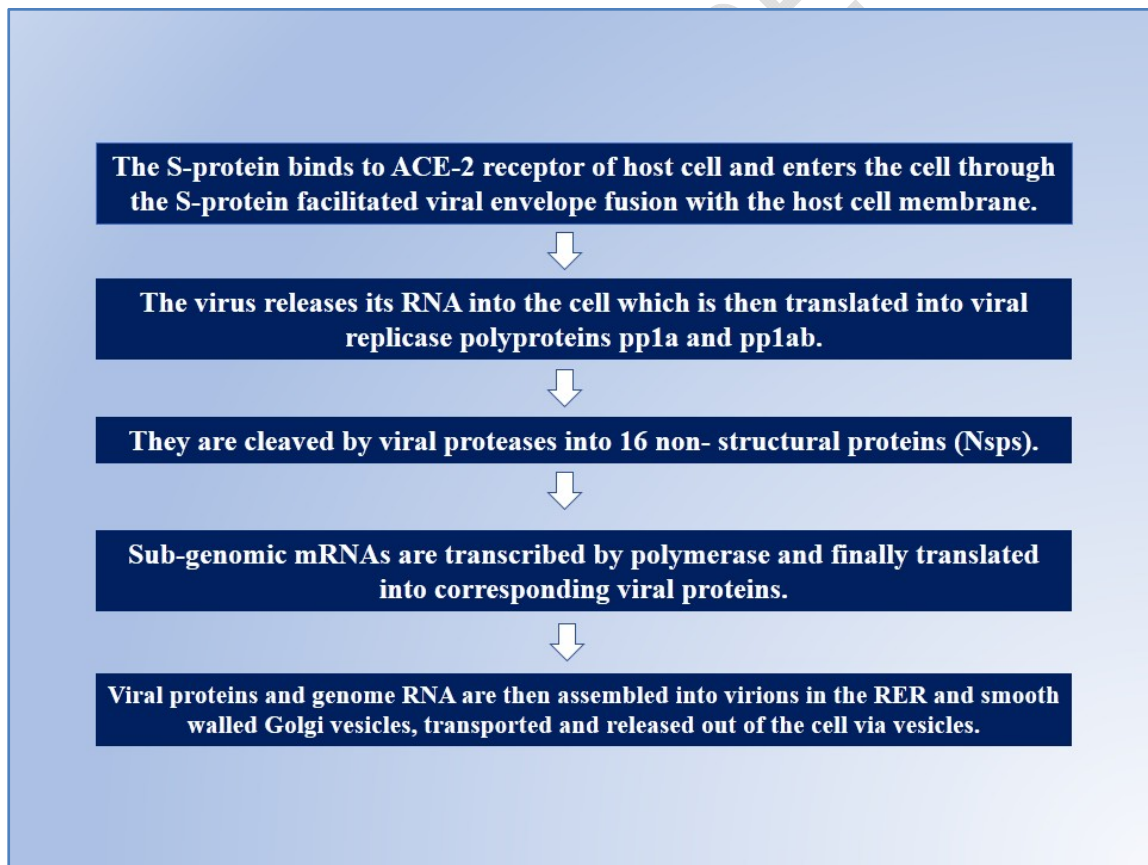 The S-protein binds to ACE-2 receptor of host cell and enters the cell through
the S-protein facilitated viral envelope fusion with the host cell membrane.
The virus releases its RNA into the cell which is then translated into viral
replicase polyproteins pp1a and pp1ab.
They are cleaved by viral proteases into 16 non- structural proteins (Nsps).
Sub-genomic mRNAs are transcribed by polymerase and finally translated
into corresponding viral proteins.
Viral proteins and genome RNA are then assembled into virions in the RER and smooth
walled Golgi vesicles, transported and released out of the cell via vesicles.